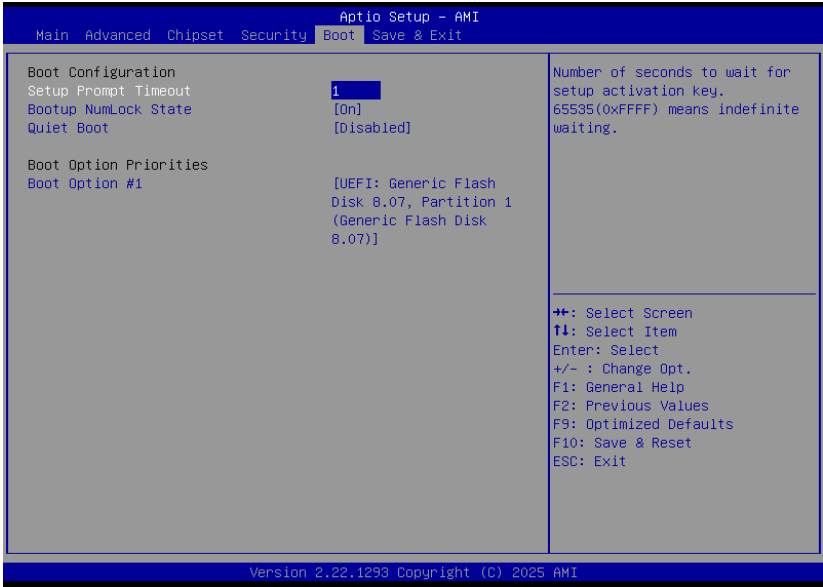 Aptio Setup – AMI
Main Advanced Chipset Security Boot Save & Exit
Boot Configuration
Setup Prompt Timeout 1
Bootup NumLock State [On]
Quiet Boot [Disabled]
Boot Option Priorities
Boot Option #1 [UEFI: Generic Flash
Disk 8.07, Partition 1
(Generic Flash Disk
8.07)]
Number of seconds to wait for
setup activation key.
65535(0xFFFF) means indefinite
waiting.
→←: Select Screen
↑↓: Select Item
Enter: Select
+/– : Change Opt.
F1: General Help
F2: Previous Values
F9: Optimized Defaults
F10: Save & Reset
ESC: Exit
Version 2.22.1293 Copyright (C) 2025 AMI